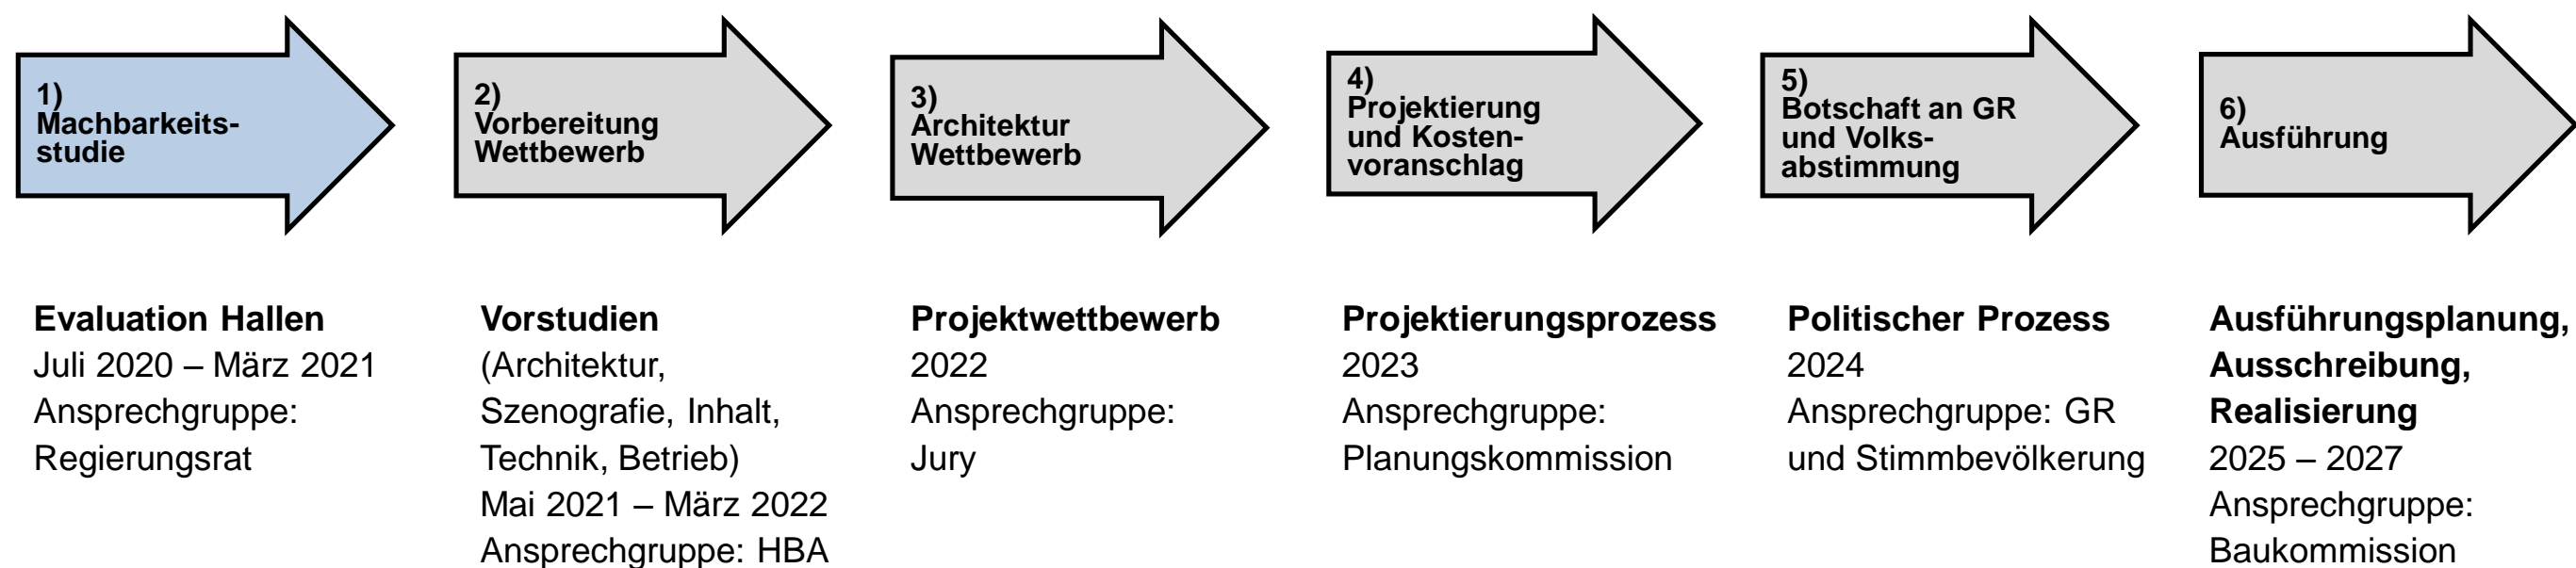 1)
Machbarkeits-
studie
2)
Vorbereitung
Wettbewerb
3)
Architektur
Wettbewerb
4)
Projektierung
und Kosten-
voranschlag
5)
Botschaft an GR
und Volks-
abstimmung
6)
Ausführung
Evaluation Hallen
Juli 2020 – März 2021
Ansprechgruppe:
Regierungsrat
Vorstudien
(Architektur,
Szenografie, Inhalt,
Technik, Betrieb)
Mai 2021 – März 2022
Ansprechgruppe: HBA
Projektwettbewerb
2022
Ansprechgruppe:
Jury
Projektierungsprozess
2023
Ansprechgruppe:
Planungskommission
Politischer Prozess
2024
Ansprechgruppe: GR
und Stimmbevölkerung
Ausführungsplanung,
Ausschreibung,
Realisierung
2025 – 2027
Ansprechgruppe:
Baukommission